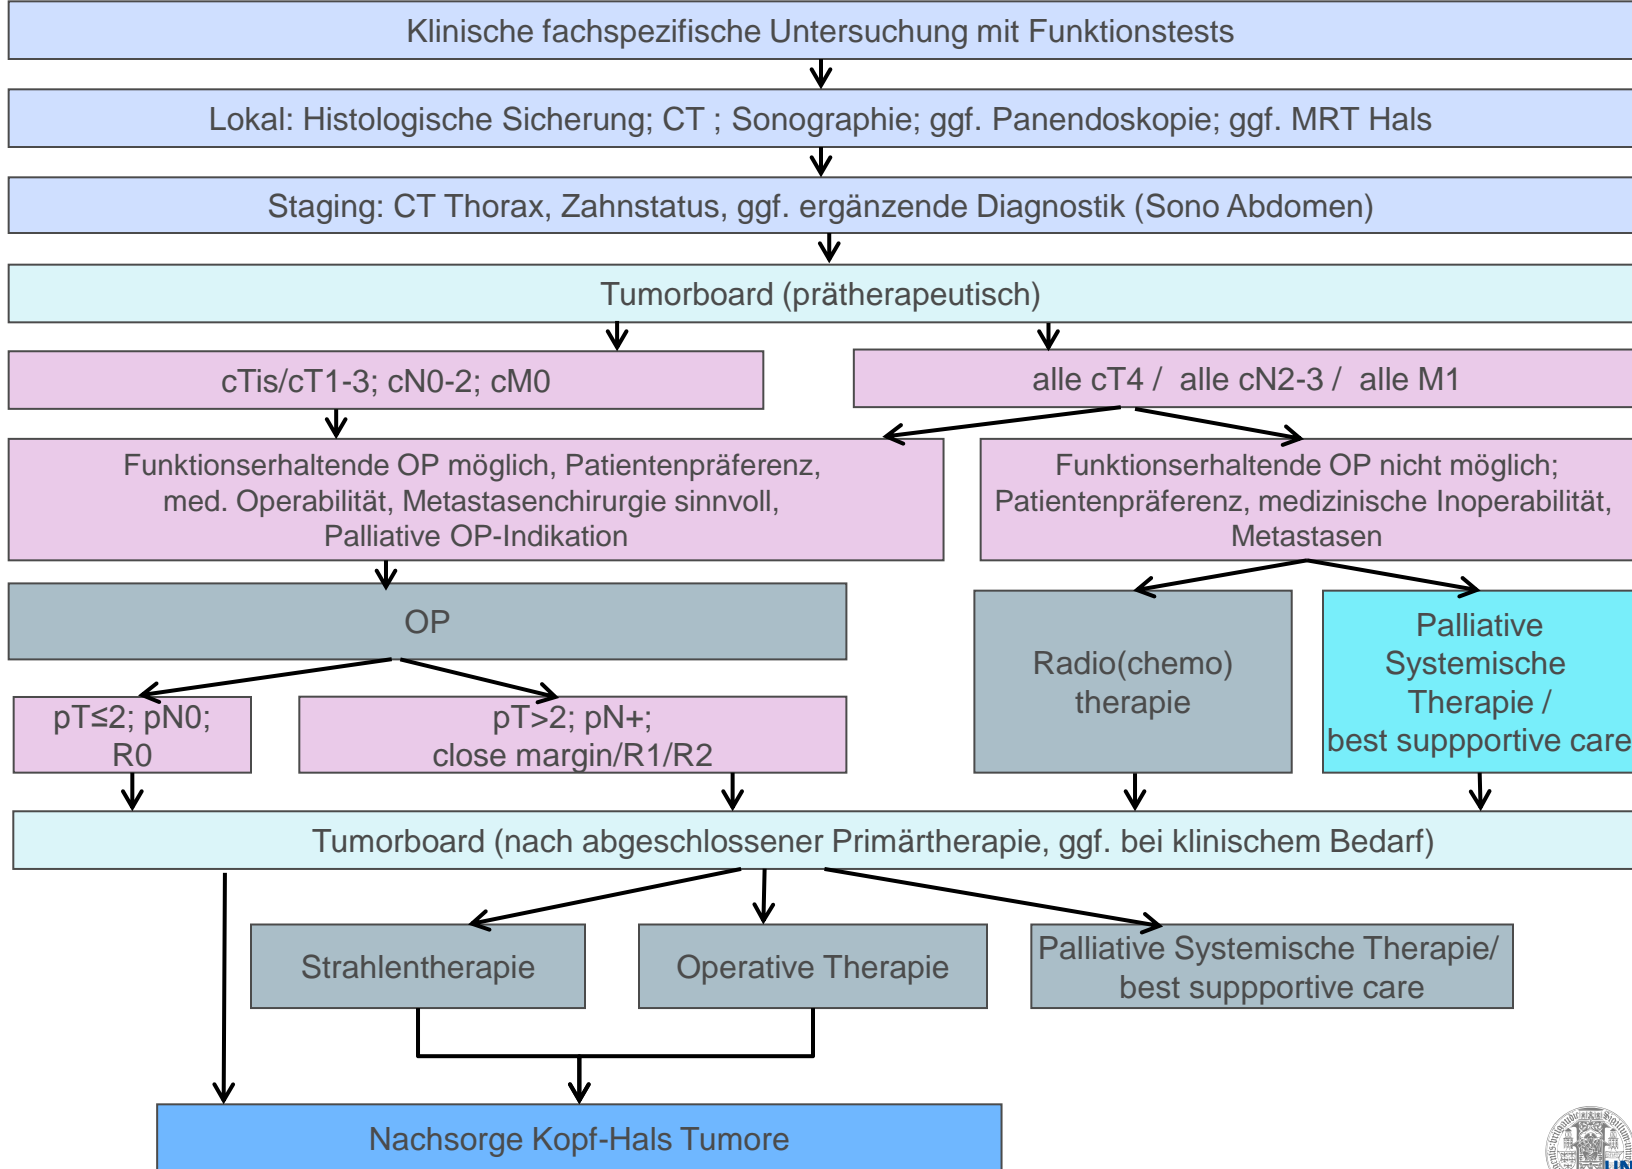 Klinische fachspezifische Untersuchung mit Funktionstests
Lokal: Histologische Sicherung; CT ; Sonographie; ggf. Panendoskopie; ggf. MRT Hals
Staging: CT Thorax, Zahnstatus, ggf. ergänzende Diagnostik (Sono Abdomen)
Tumorboard (prätherapeutisch)
cTis/cT1-3; cN0-2; cM0
alle cT4 / alle cN2-3 / alle M1
Funktionserhaltende OP möglich, Patientenpräferenz,
med. Operabilität, Metastasenchirurgie sinnvoll,
Palliative OP-Indikation
Funktionserhaltende OP nicht möglich;
Patientenpräferenz, medizinische Inoperabilität,
Metastasen
OP
Radio(chemo)
therapie
Palliative
Systemische
Therapie /
best suppportive care
pT≤2; pN0;
R0
pT>2; pN+;
close margin/R1/R2
Tumorboard (nach abgeschlossener Primärtherapie, ggf. bei klinischem Bedarf)
Strahlentherapie
Operative Therapie
Palliative Systemische Therapie/
best suppportive care
Nachsorge Kopf-Hals Tumore